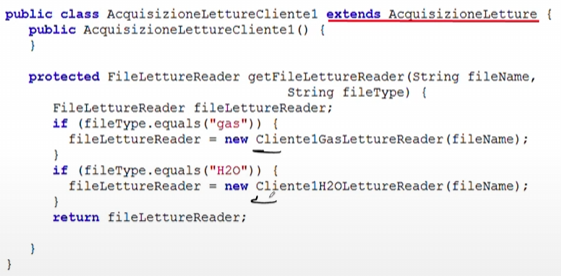 public class AcquisizioneLettureCliente1 extends AcquisizioneLetture {
public AcquisizioneLettureCliente1() {
}
protected FileLettureReader getFileLettureReader(String fileName,
String fileType) {
FileLettureReader fileLettureReader;
if (fileType.equals("gas")) {
fileLettureReader = new Cliente1GasLettureReader(fileName);
}
if (fileType.equals("H2O")) {
fileLettureReader = new Cliente1H2OLettureReader(fileName);
}
return fileLettureReader;
}
}